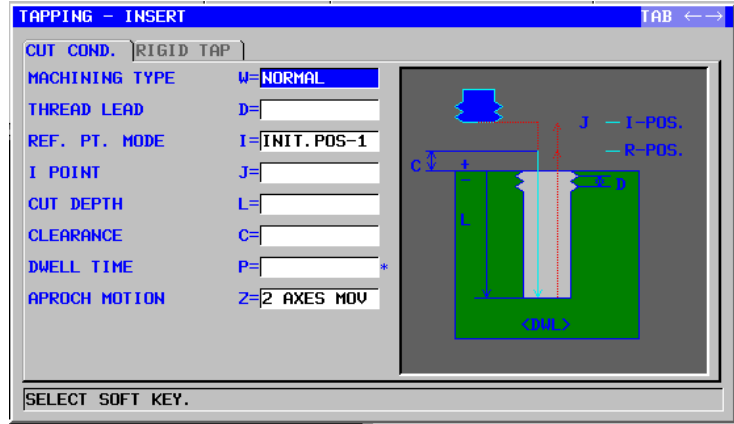 TAPPING - INSERT TAB ←→
CUT COND. RIGID TAP
MACHINING TYPE W=NORMAL
THREAD LEAD D=
REF. PT. MODE I=INIT.POS-1
I POINT J=
CUT DEPTH L=
CLEARANCE C=
DWELL TIME P= *
APROCH MOTION Z=2 AXES MOV
J -I-POS.
-R-POS.
C + -
D
L
<DWL>
SELECT SOFT KEY.